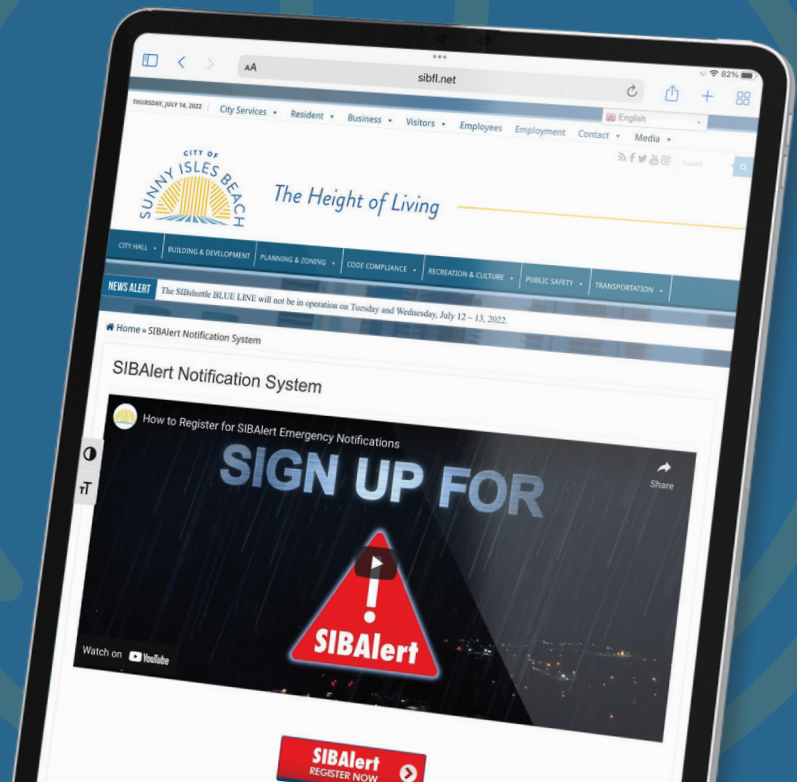 sibfl.net
AA
82%
THURSDAY, JULY 14, 2022
City Services Resident Business Visitors Employees Employment Contact Media
English
Search
CITY OF
SUNNY ISLES BEACH
The Height of Living
CITY HALL BUILDING & DEVELOPMENT PLANNING & ZONING CODE COMPLIANCE RECREATION & CULTURE PUBLIC SAFETY TRANSPORTATION
NEWS ALERT The SIBshuttle BLUE LINE will not be in operation on Tuesday and Wednesday, July 12 – 13, 2022.
Home » SIBAlert Notification System
SIBAlert Notification System
How to Register for SIBAlert Emergency Notifications
Share
SIGN UP FOR
!
SIBAlert
TT
Watch on YouTube
SIBAlert
REGISTER NOW